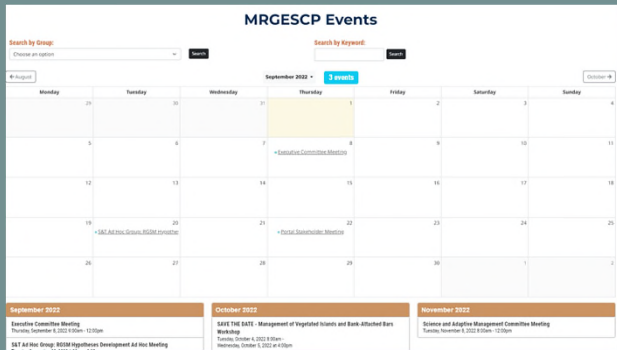 MRGESCP Events
Search by Group:
Search by Keyword:
Choose an option
Search
Search
← August
September 2022
3 events
October →
Monday Tuesday Wednesday Thursday Friday Saturday Sunday
29 30 31 1 2 3 4
5 6 7 8 9 10 11
Executive Committee Meeting
12 13 14 15 16 17 18
19 20 21 22 23 24 25
S&T Ad Hoc Group: RGSM Hypothe
Portal Stakeholder Meeting
26 27 28 29 30 1 2
September 2022
Executive Committee Meeting
Thursday, September 8, 2022 9:00am - 12:00pm
S&T Ad Hoc Group: RGSM Hypotheses Development Ad Hoc Meeting
October 2022
SAVE THE DATE - Management of Vegetated Islands and Bank-Attached Bars
Workshop
Tuesday, October 4, 2022 8:00am -
Wednesday, October 5, 2022 at 4:00pm
November 2022
Science and Adaptive Management Committee Meeting
Tuesday, November 8, 2022 9:00am - 12:00pm